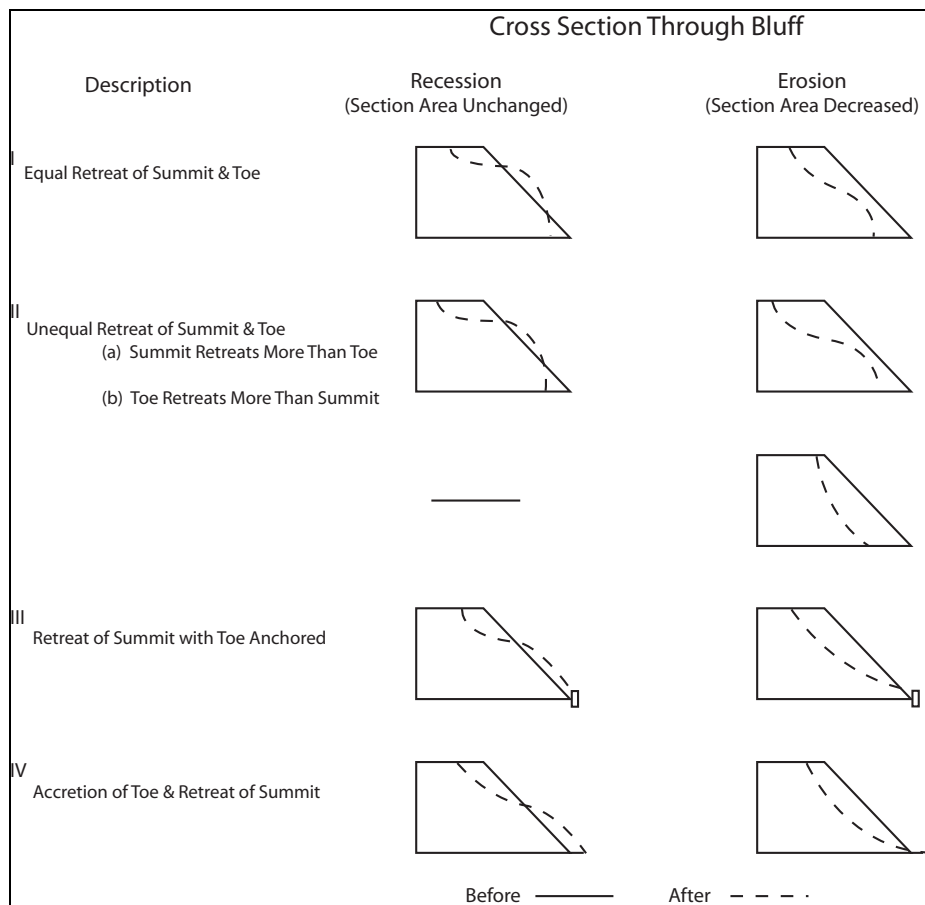 Cross Section Through Bluff
Description
Recession
(Section Area Unchanged)
Erosion
(Section Area Decreased)
I
Equal Retreat of Summit & Toe
II
Unequal Retreat of Summit & Toe
(a) Summit Retreats More Than Toe
(b) Toe Retreats More Than Summit
III
Retreat of Summit with Toe Anchored
IV
Accretion of Toe & Retreat of Summit
Before
After